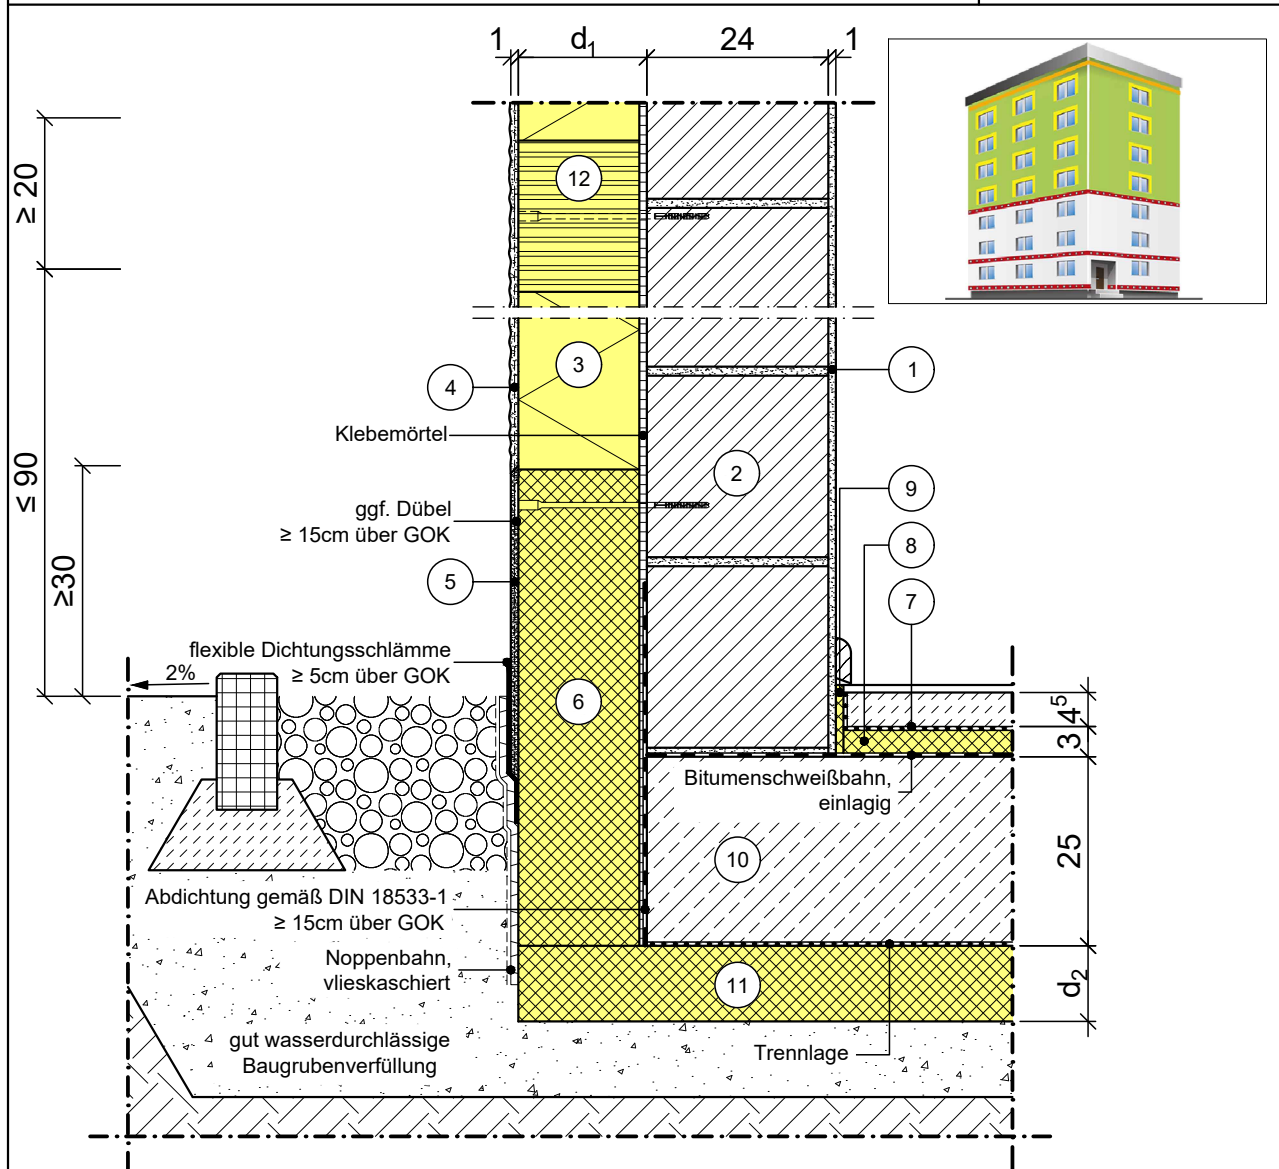 1 d1 24 1
≥ 20
12
3
1
4
Klebemörtel
2
≤ 90
9
ggf. Dübel
≥ 15cm über GOK
8
≥30
5
7
flexible Dichtungsschlämme
≥ 5cm über GOK
2%
6
4⁵
3
Bitumenschweißbahn,
einlagig
25
10
Abdichtung gemäß DIN 18533-1
≥ 15cm über GOK
Noppenbahn,
vlieskaschiert
11
d2
gut wasserdurchlässige
Baugrubenverfüllung
Trennlage